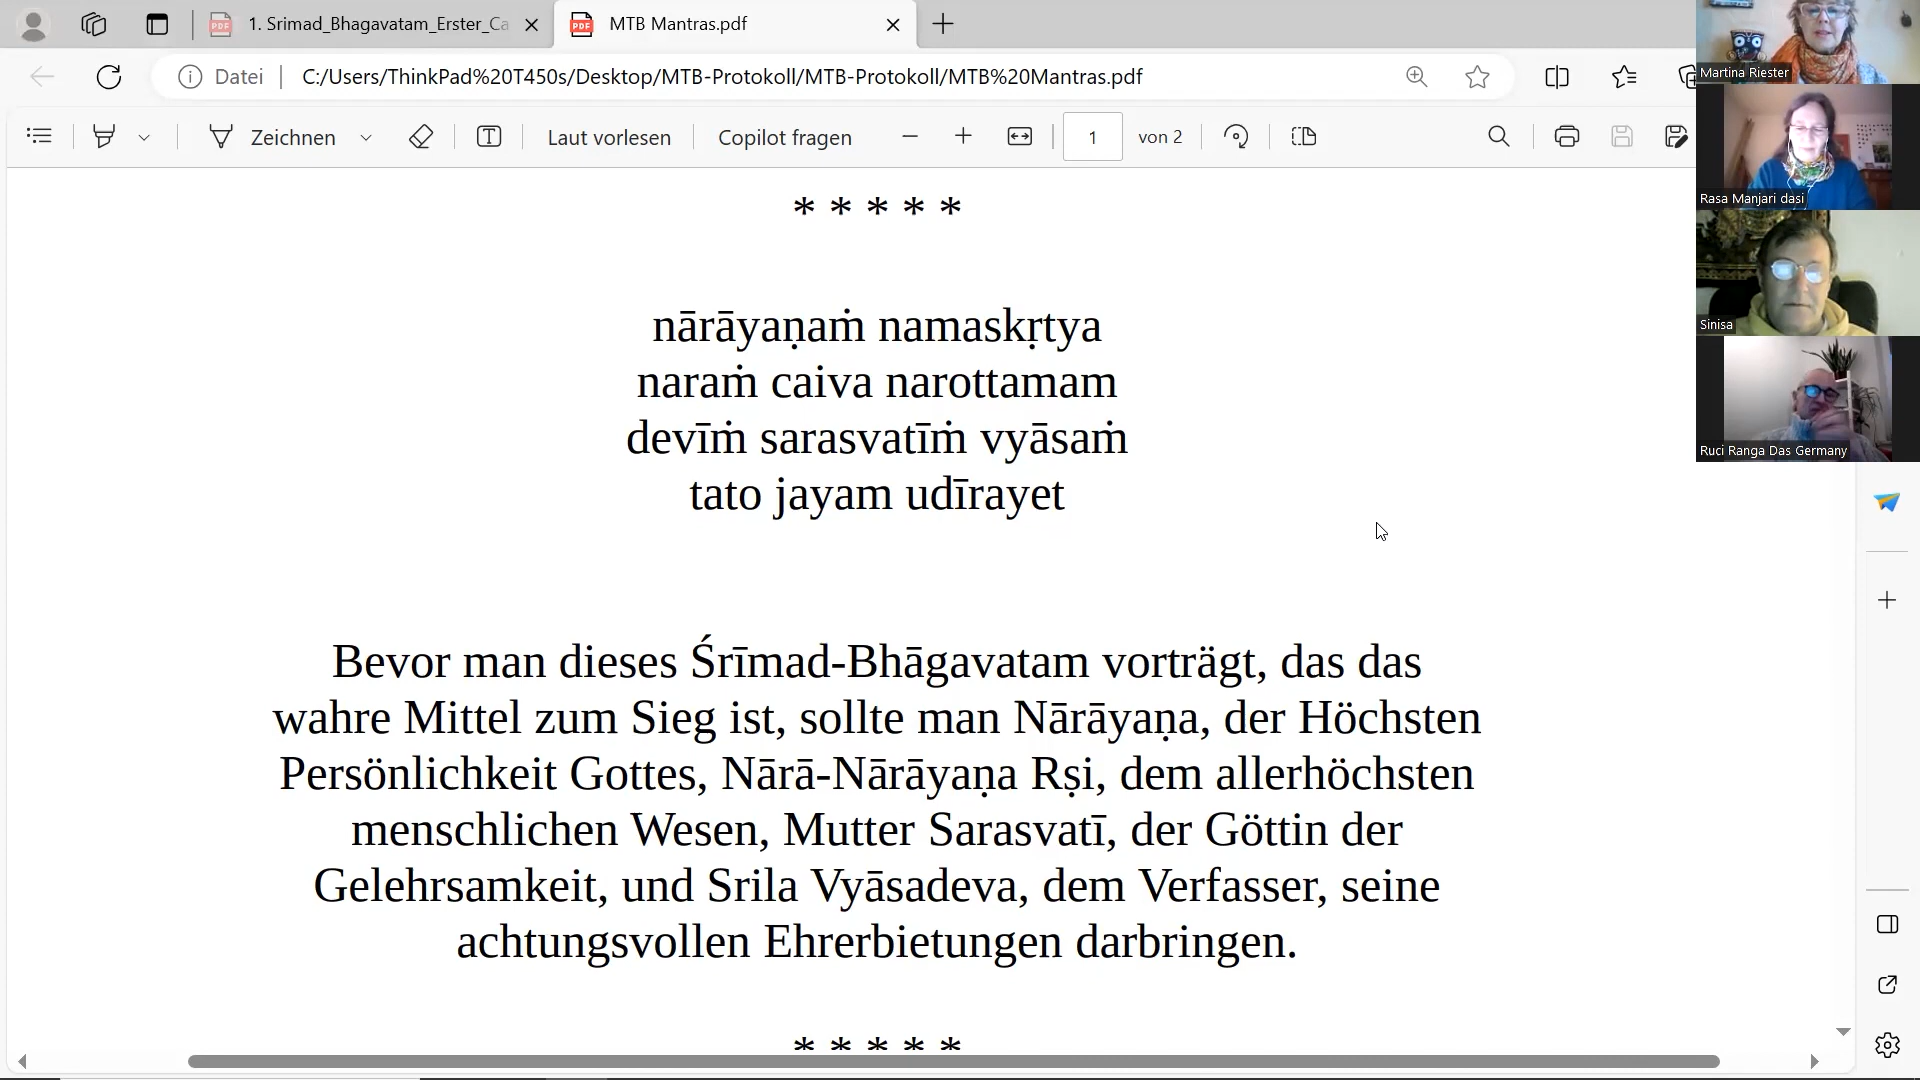 1. Srimad_Bhagavatam_Erster_Ca
MTB Mantras.pdf
Datei
C:/Users/ThinkPad%20T450s/Desktop/MTB-Protokoll/MTB-Protokoll/MTB%20Mantras.pdf
Zeichnen
Laut vorlesen
Copilot fragen
1
von 2
* * * * *
nārāyaṇaṁ namaskṛtya
naraṁ caiva narottamam
devīṁ sarasvatīṁ vyāsaṁ
tato jayam udīrayet
Bevor man dieses Śrīmad-Bhāgavatam vorträgt, das das
wahre Mittel zum Sieg ist, sollte man Nārāyaṇa, der Höchsten
Persönlichkeit Gottes, Nārā-Nārāyaṇa Rṣi, dem allerhöchsten
menschlichen Wesen, Mutter Sarasvatī, der Göttin der
Gelehrsamkeit, und Srila Vyāsadeva, dem Verfasser, seine
achtungsvollen Ehrerbietungen darbringen.
* * * * *
Martina Riester
Rasa Manjari dasi
Sinisa
Ruci Ranga Das Germany